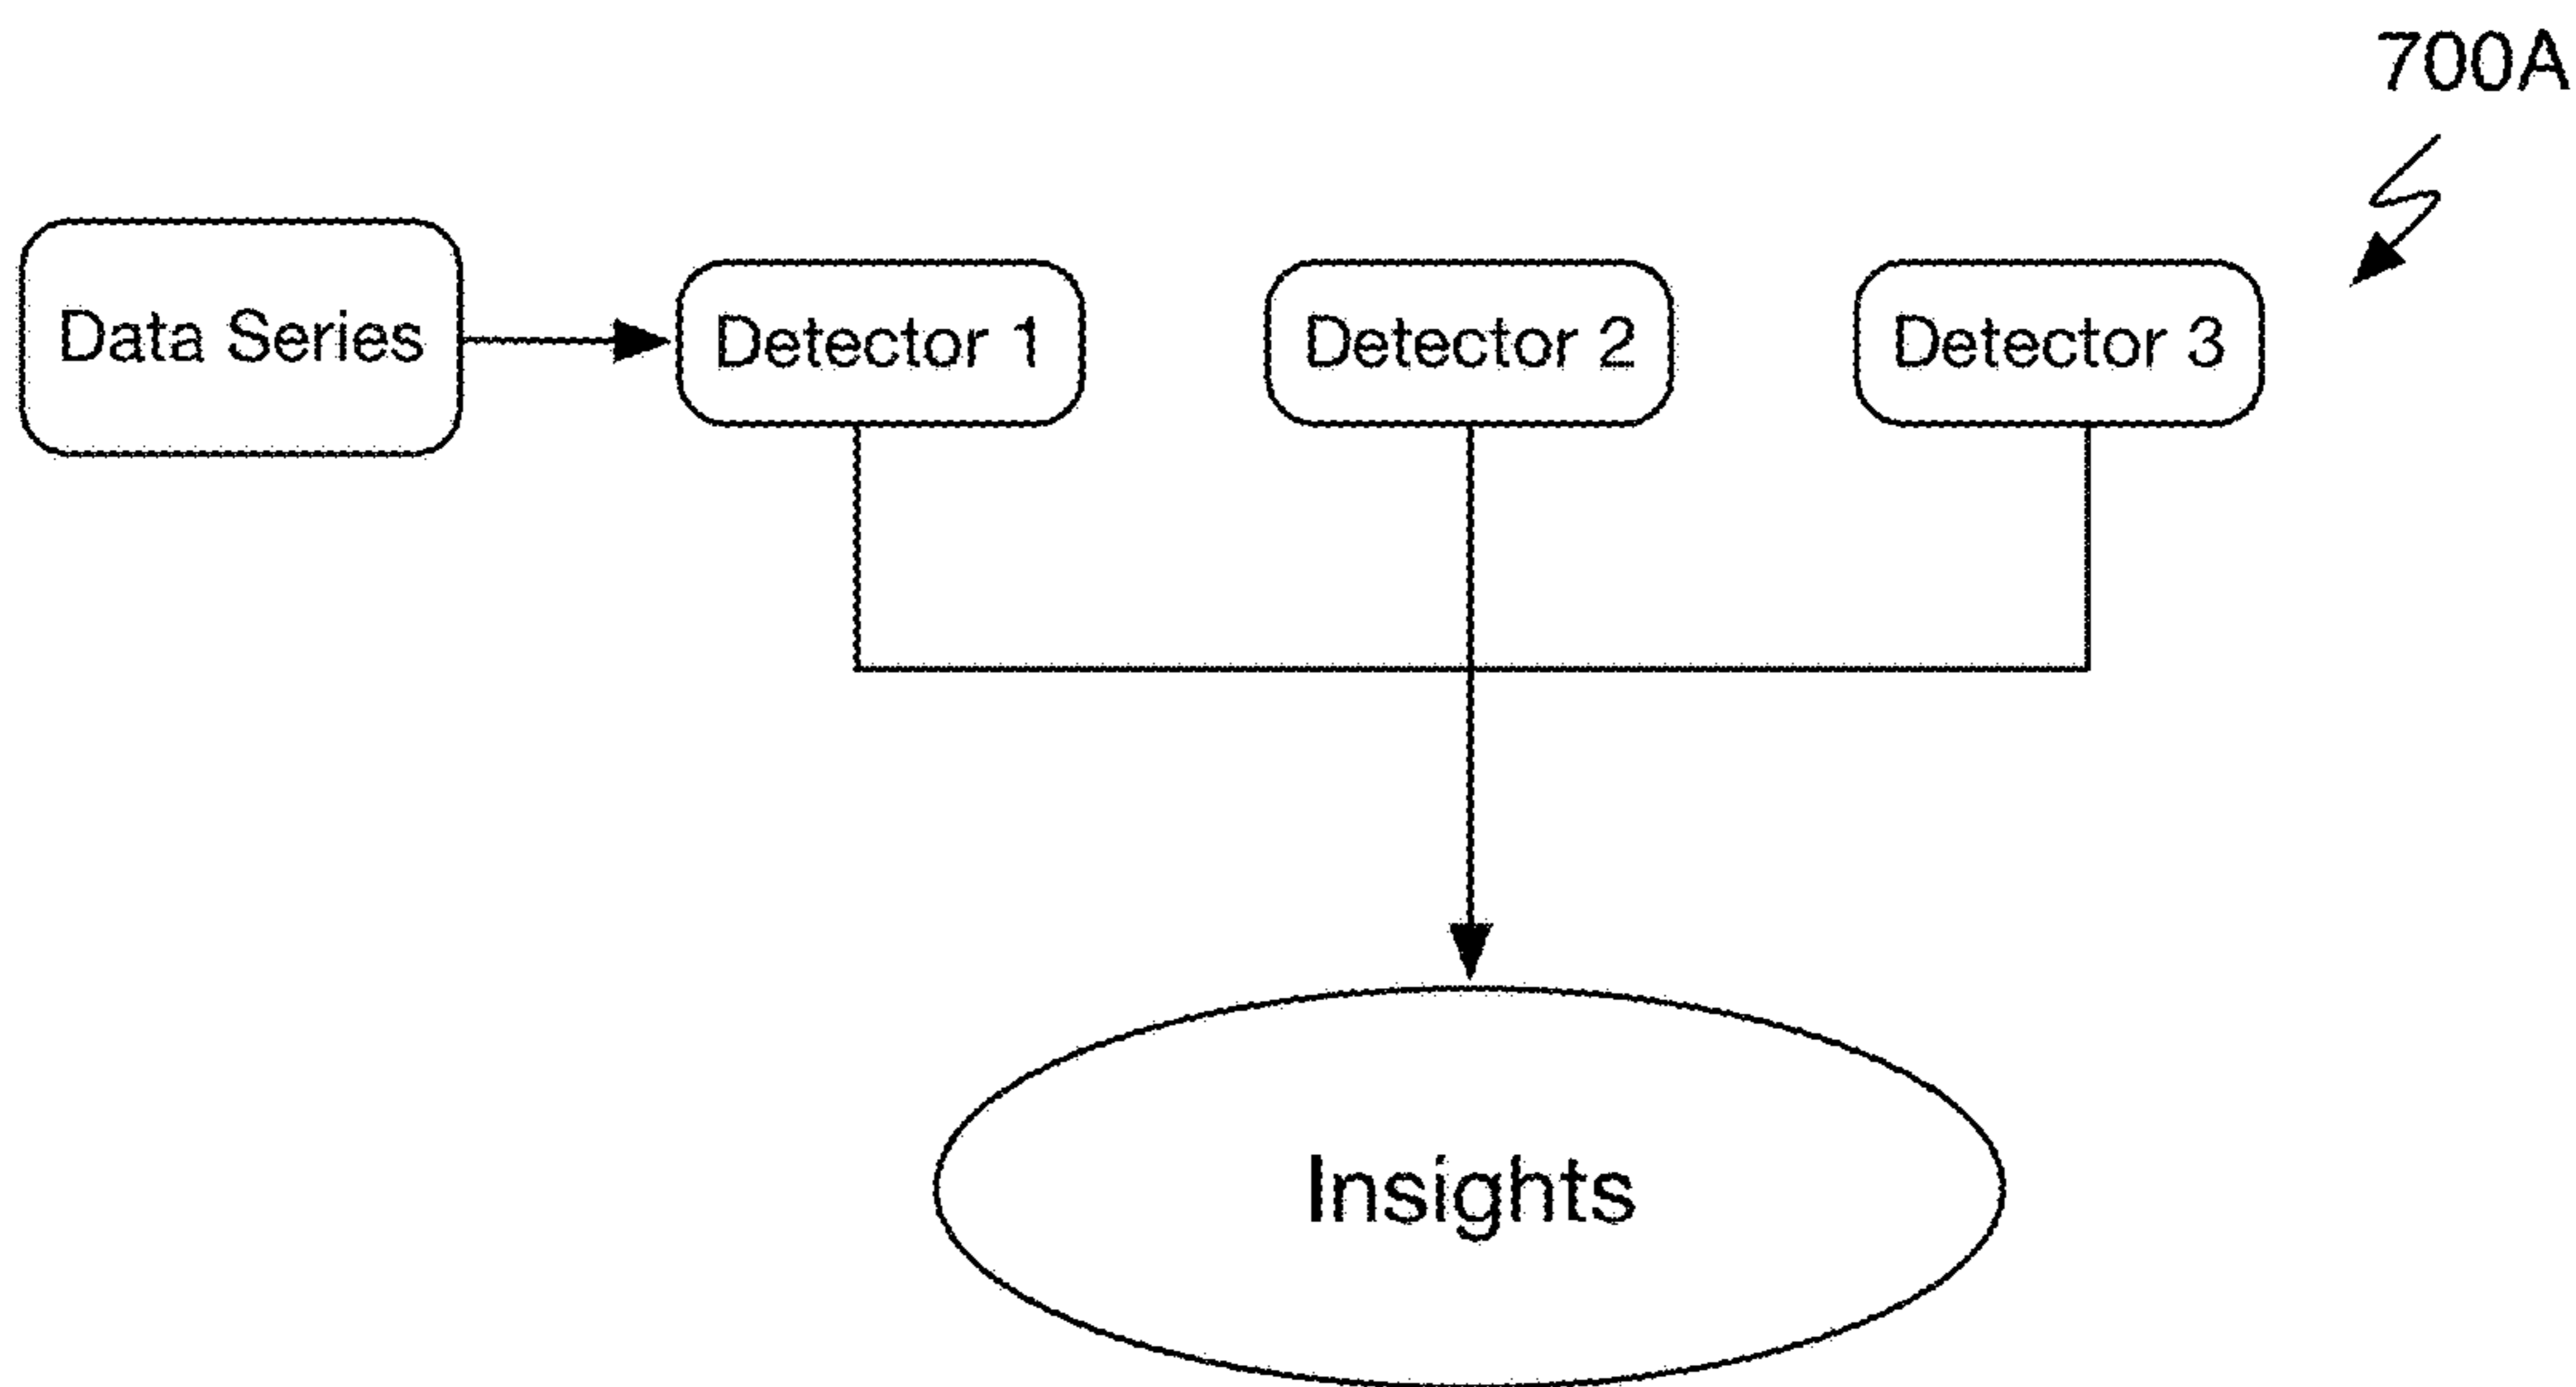 700A
Data Series
Detector 1
Detector 2
Detector 3
Insights